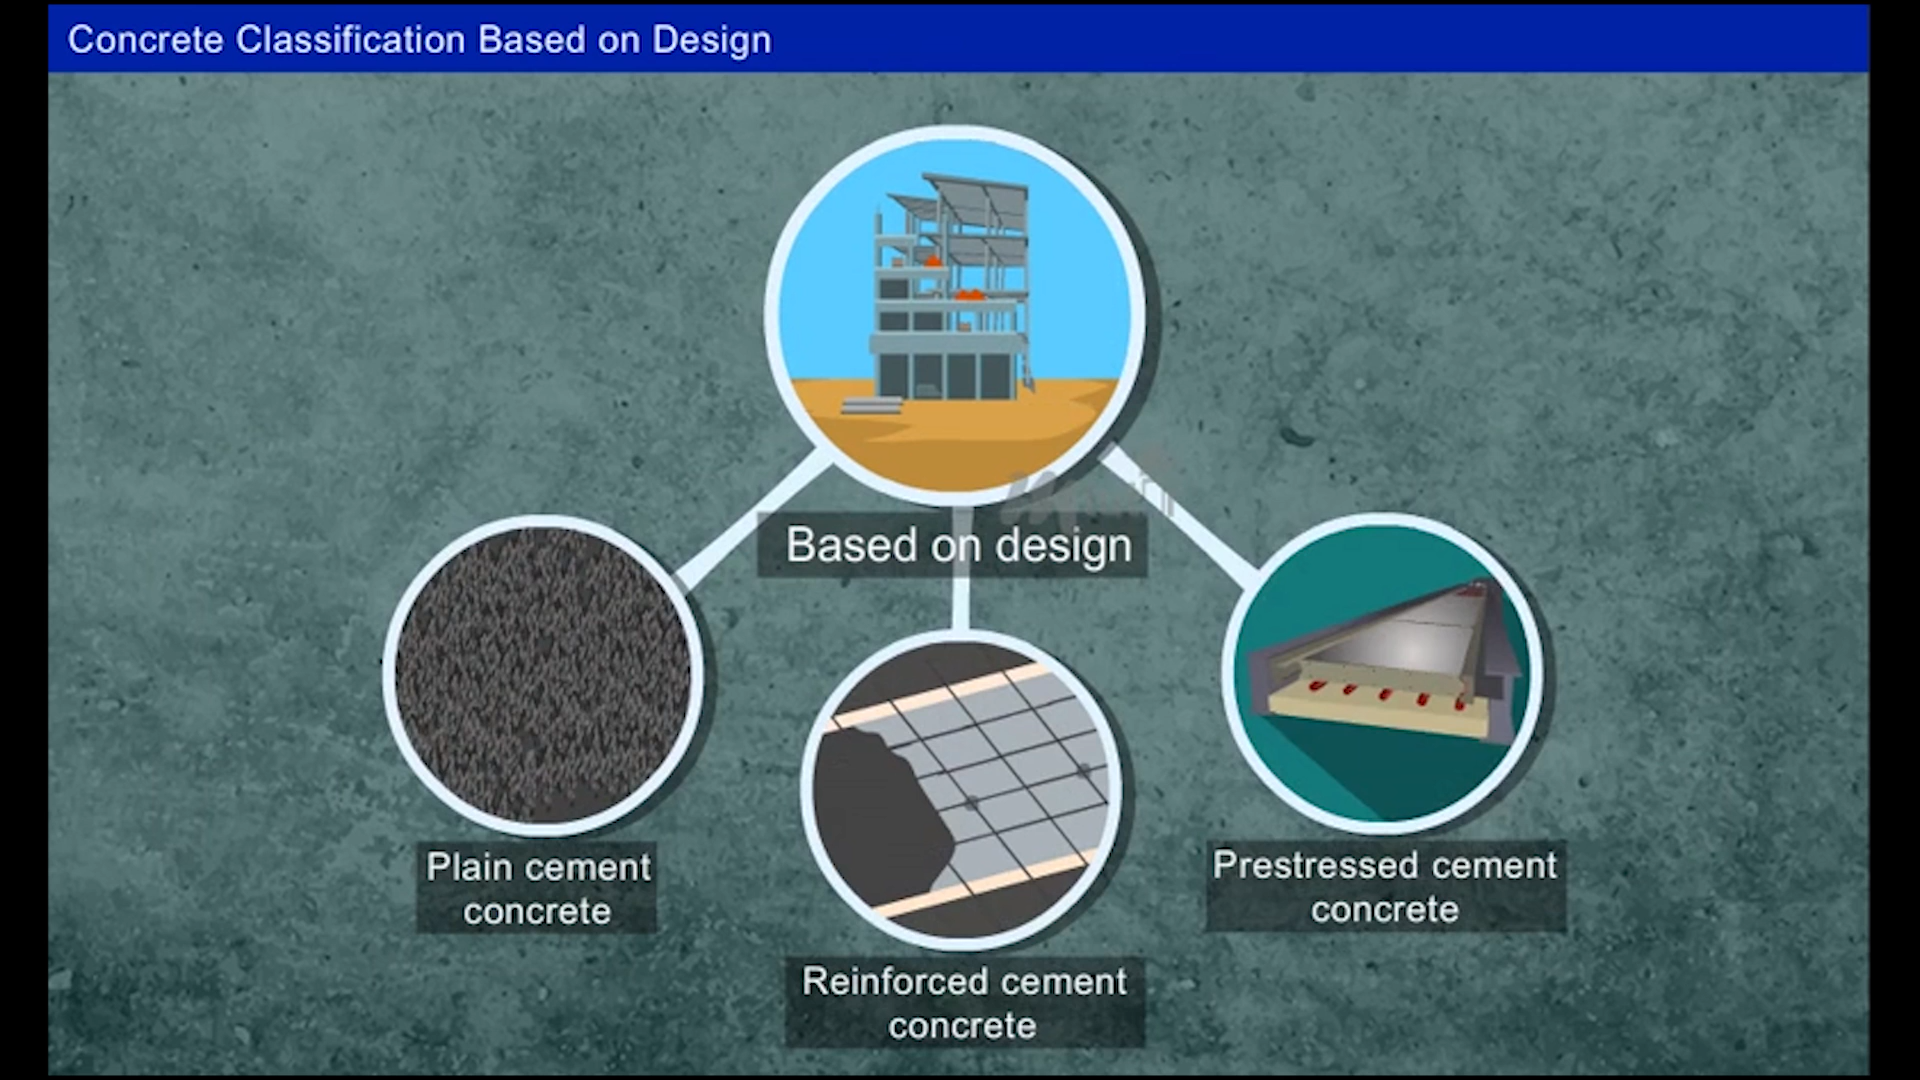 Concrete Classification Based on Design
Based on design
Plain cement
concrete
Prestressed cement
concrete
Reinforced cement
concrete